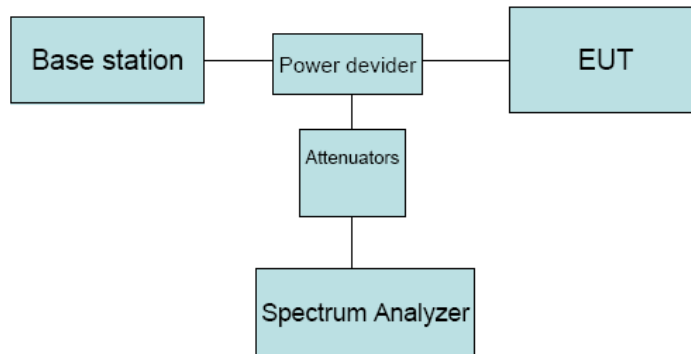 Base station
Power devider
EUT
Attenuators
Spectrum Analyzer